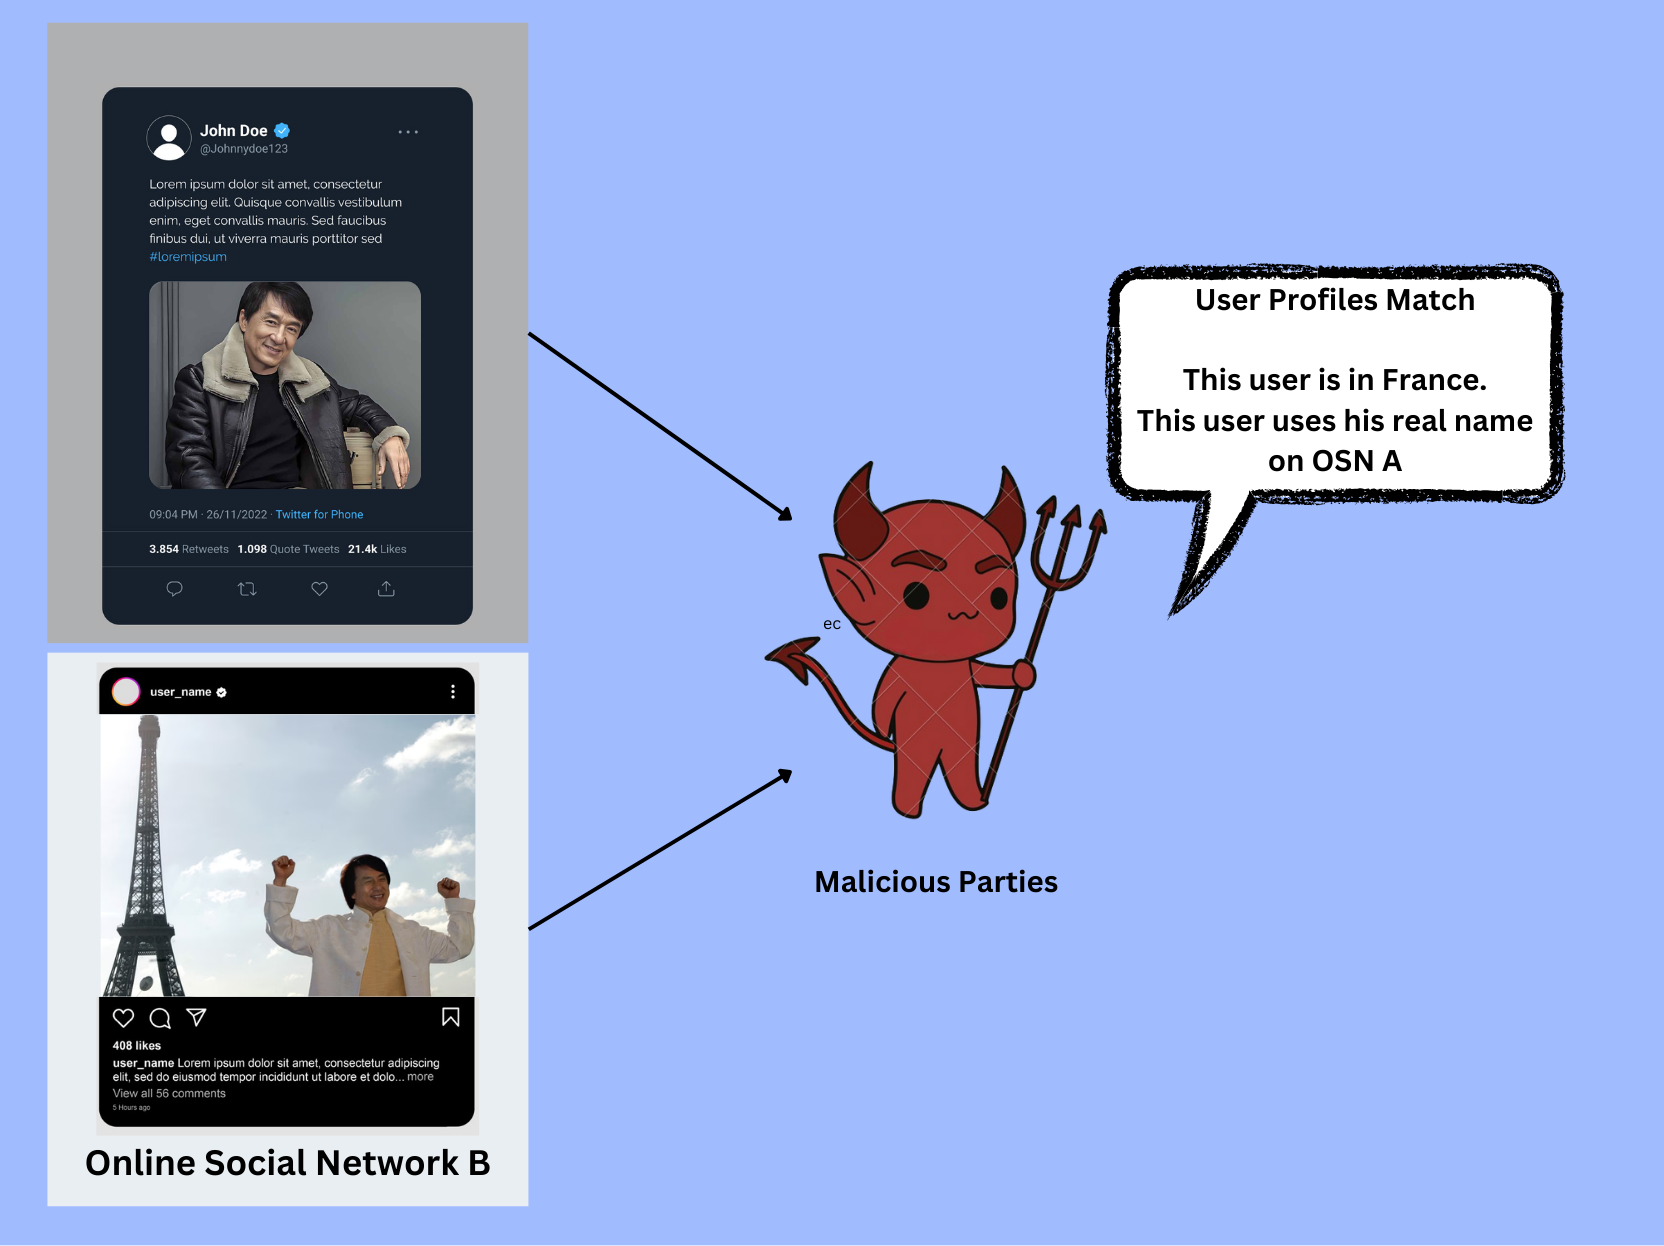 John Doe
@Johnnydoe123
Lorem ipsum dolor sit amet, consectetur
adipiscing elit. Quisque convallis vestibulum
enim, eget convallis mauris. Sed faucibus
finibus dui, ut viverra mauris porttitor sed
#loremipsum
09:04 PM · 26/11/2022 · Twitter for Phone
3.854 Retweets 1.098 Quote Tweets 21.4k Likes
user_name
408 likes
user_name Lorem ipsum dolor sit amet, consectetur adipiscing
elit, sed do eiusmod tempor incididunt ut labore et dolo... more
View all 56 comments
5 Hours ago
Online Social Network B
ec
Malicious Parties
User Profiles Match
This user is in France.
This user uses his real name
on OSN A